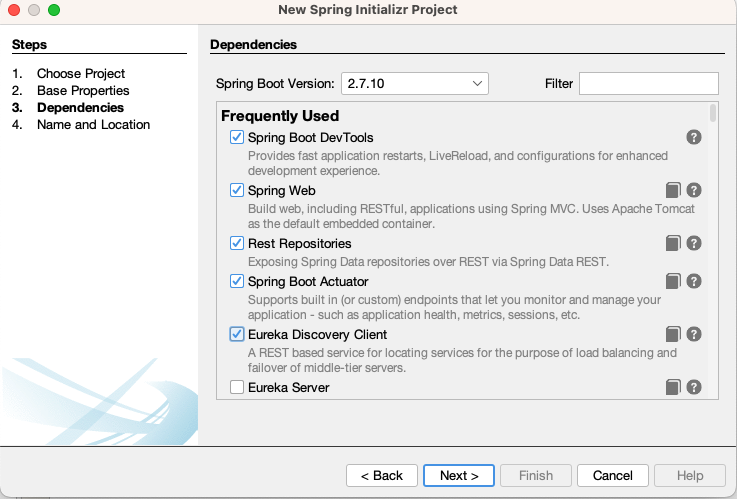 New Spring Initializr Project
Steps
1. Choose Project
2. Base Properties
3. Dependencies
4. Name and Location
Dependencies
Spring Boot Version: 2.7.10 Filter
Frequently Used
Spring Boot DevTools ?
Provides fast application restarts, LiveReload, and configurations for enhanced
development experience.
Spring Web ?
Build web, including RESTful, applications using Spring MVC. Uses Apache Tomcat
as the default embedded container.
Rest Repositories ?
Exposing Spring Data repositories over REST via Spring Data REST.
Spring Boot Actuator ?
Supports built in (or custom) endpoints that let you monitor and manage your
application - such as application health, metrics, sessions, etc.
Eureka Discovery Client ?
A REST based service for locating services for the purpose of load balancing and
failover of middle-tier servers.
Eureka Server ?
< Back Next > Finish Cancel Help